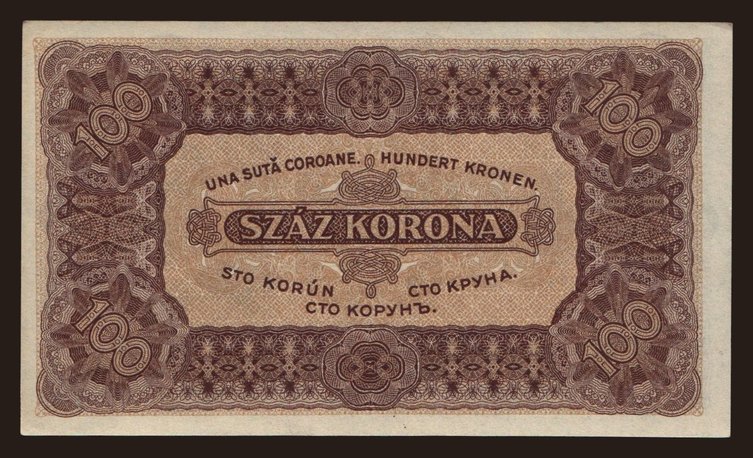 100 100
UNA SUTĂ COROANE. HUNDERT KRONEN.
SZÁZ KORONA
STO KORÚN СТО КРУНА.
СТО КОРУНЪ.
100 100